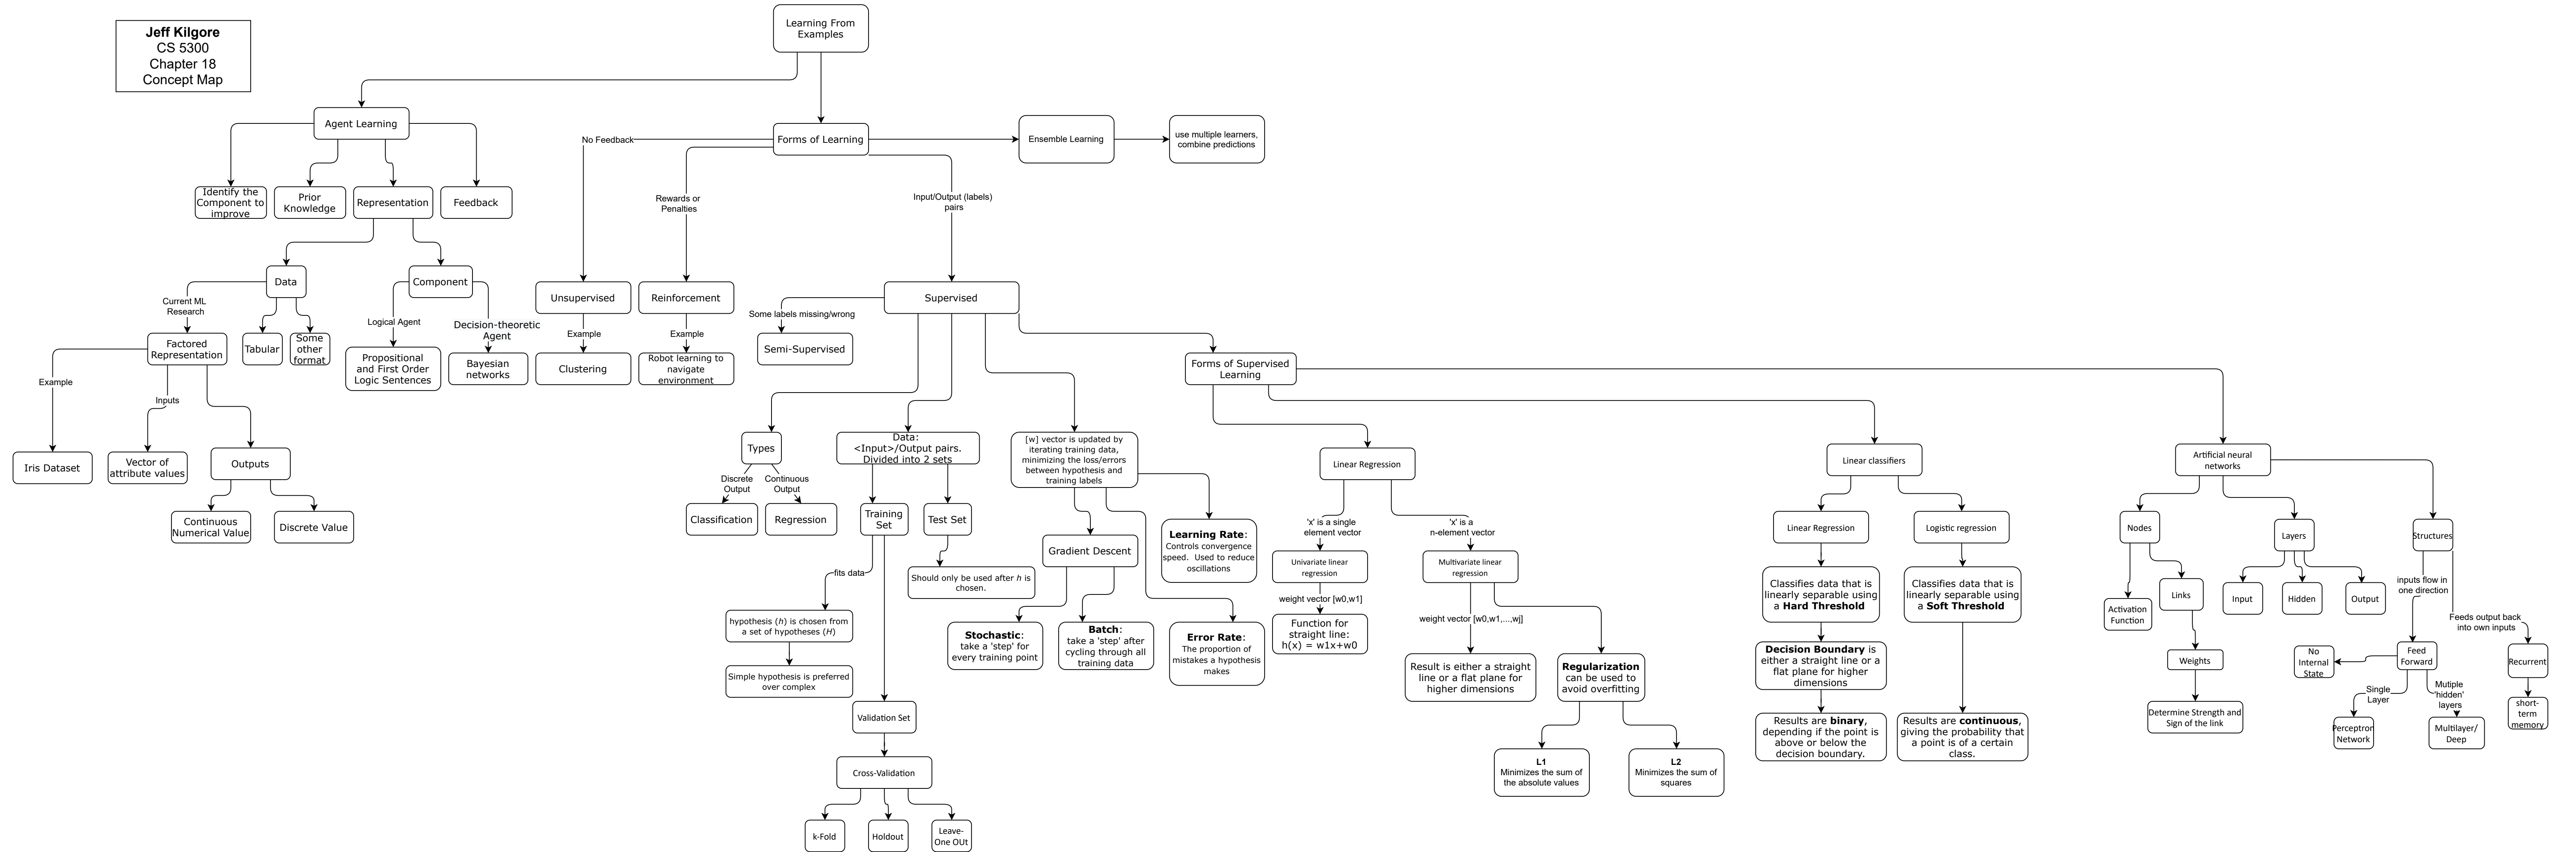 Jeff Kilgore
CS 5300
Chapter 18
Concept Map
Learning From
Examples
Agent Learning
Forms of Learning
Ensemble Learning
use multiple learners,
combine predictions
No Feedback
Rewards or
Penalties
Input/Output (labels)
pairs
Identify the
Component to
improve
Prior
Knowledge
Representation
Feedback
Data
Component
Current ML
Research
Logical Agent
Decision-theoretic
Agent
Factored
Representation
Tabular
Some
other
format
Propositional
and First Order
Logic Sentences
Bayesian
networks
Example
Inputs
Iris Dataset
Vector of
attribute values
Outputs
Continuous
Numerical Value
Discrete Value
Unsupervised
Example
Clustering
Reinforcement
Example
Robot learning to
navigate
environment
Supervised
Some labels missing/wrong
Semi-Supervised
Types
Discrete
Output
Continuous
Output
Classification
Regression
Data:
<Input>/Output pairs.
Divided into 2 sets
Training
Set
Test Set
Should only be used after h is
chosen.
fits data
hypothesis (h) is chosen from
a set of hypotheses (H)
Simple hypothesis is preferred
over complex
Validation Set
Cross-Validation
k-Fold
Holdout
Leave-
One OUt
[w] vector is updated by
iterating training data,
minimizing the loss/errors
between hypothesis and
training labels
Gradient Descent
Learning Rate:
Controls convergence
speed. Used to reduce
oscillations
Stochastic:
take a 'step' for
every training point
Batch:
take a 'step' after
cycling through all
training data
Error Rate:
The proportion of
mistakes a hypothesis
makes
Forms of Supervised
Learning
Linear Regression
'x' is a single
element vector
'x' is a
n-element vector
Univariate linear
regression
Multivariate linear
regression
weight vector [w0,w1]
Function for
straight line:
h(x) = w1x+w0
weight vector [w0,w1,...,wj]
Result is either a straight
line or a flat plane for
higher dimensions
Regularization
can be used to
avoid overfitting
L1
Minimizes the sum of
the absolute values
L2
Minimizes the sum of
squares
Linear classifiers
Linear Regression
Logistic regression
Classifies data that is
linearly separable using
a Hard Threshold
Classifies data that is
linearly separable using
a Soft Threshold
Decision Boundary is
either a straight line or a
flat plane for higher
dimensions
Results are binary,
depending if the point is
above or below the
decision boundary.
Results are continuous,
giving the probability that
a point is of a certain
class.
Artificial neural
networks
Nodes
Layers
Structures
Activation
Function
Links
Weights
Determine Strength and
Sign of the link
Input
Hidden
Output
inputs flow in
one direction
Feeds output back
into own inputs
No
Internal
State
Feed
Forward
Recurrent
Single
Layer
Mutiple
'hidden'
layers
Perceptron
Network
Multilayer/
Deep
short-
term
memory